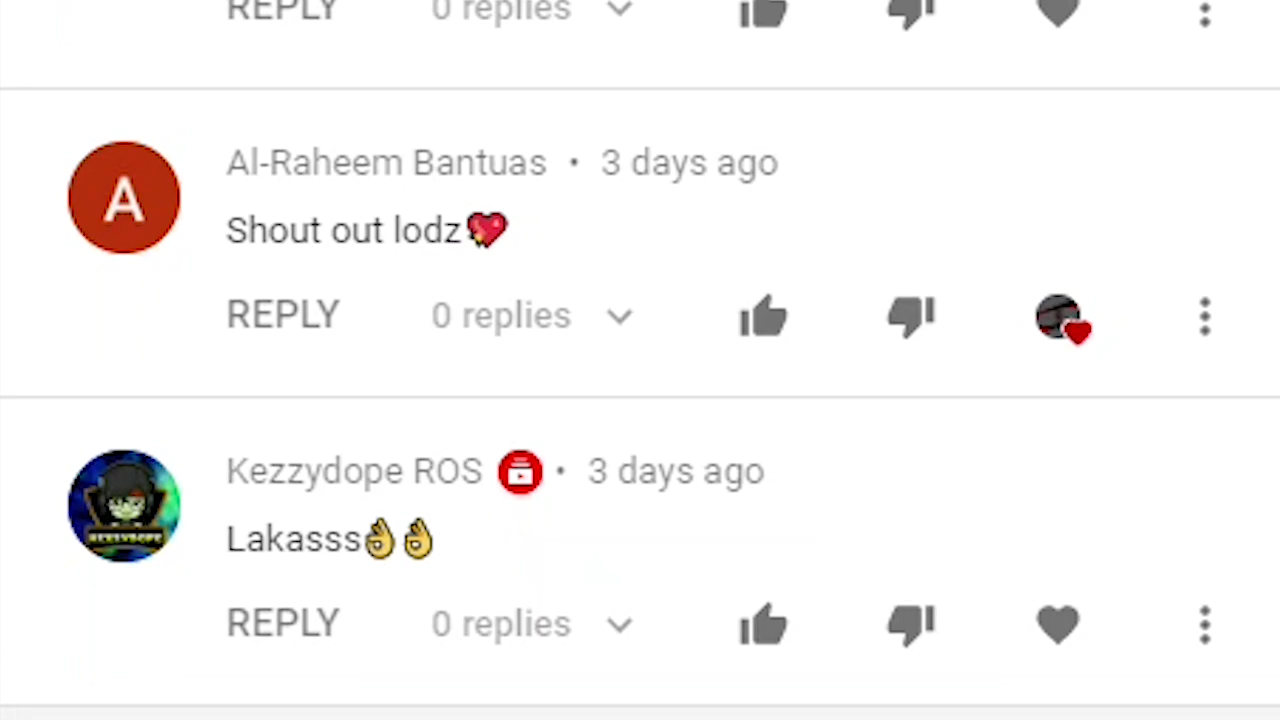 REPLY 0 replies
Al-Raheem Bantuas • 3 days ago
A
Shout out lodz💖
REPLY 0 replies
Kezzydope ROS • 3 days ago
Lakasss👌👌
KEZZYDOPE
REPLY 0 replies